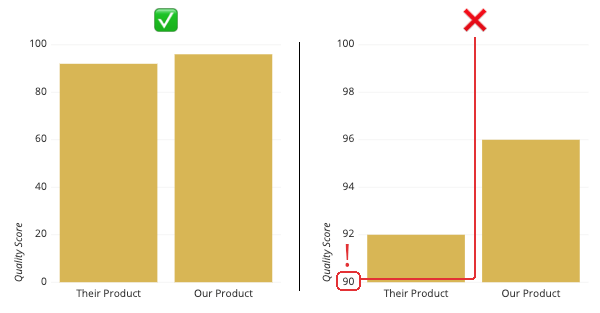 100
80
60
40
20
0
Quality Score
Their Product
Our Product
100
98
96
94
92
!
90
Quality Score
Their Product
Our Product